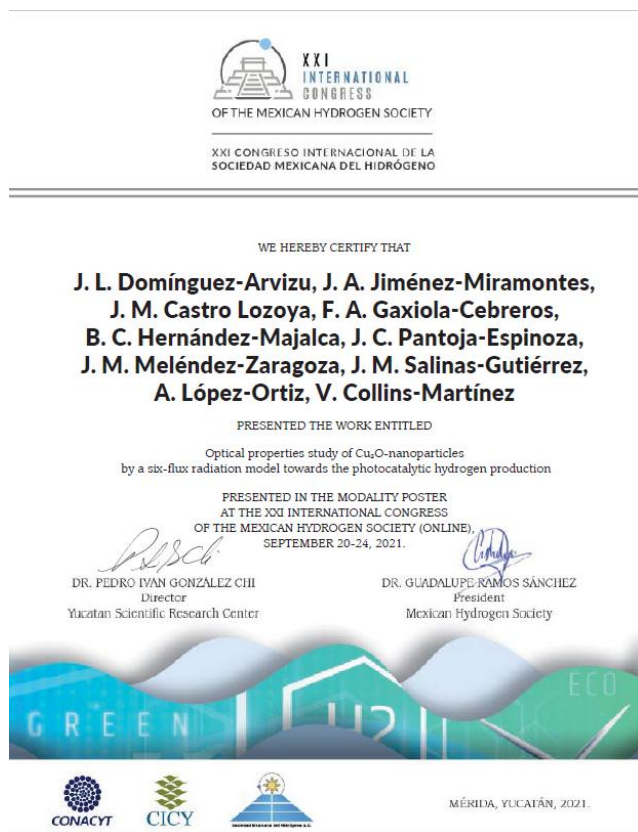 XXI
INTERNATIONAL
CONGRESS
OF THE MEXICAN HYDROGEN SOCIETY
XXI CONGRESO INTERNACIONAL DE LA
SOCIEDAD MEXICANA DEL HIDRÓGENO
WE HEREBY CERTIFY THAT
J. L. Domínguez-Arvizu, J. A. Jiménez-Miramontes,
J. M. Castro Lozoya, F. A. Gaxiola-Cebreros,
B. C. Hernández-Majalca, J. C. Pantoja-Espinoza,
J. M. Meléndez-Zaragoza, J. M. Salinas-Gutiérrez,
A. López-Ortiz, V. Collins-Martínez
PRESENTED THE WORK ENTITLED
Optical properties study of Cu₂O-nanoparticles
by a six-flux radiation model towards the photocatalytic hydrogen production
PRESENTED IN THE MODALITY POSTER
AT THE XXI INTERNATIONAL CONGRESS
OF THE MEXICAN HYDROGEN SOCIETY (ONLINE),
SEPTEMBER 20-24, 2021.
DR. PEDRO IVAN GONZÁLEZ CHI
Director
Yucatan Scientific Research Center
DR. GUADALUPE RAMOS SÁNCHEZ
President
Mexican Hydrogen Society
GREEN
H2
ECO
CONACYT
CICY
Sociedad Mexicana del Hidrógeno A.C.
MÉRIDA, YUCATÁN, 2021.